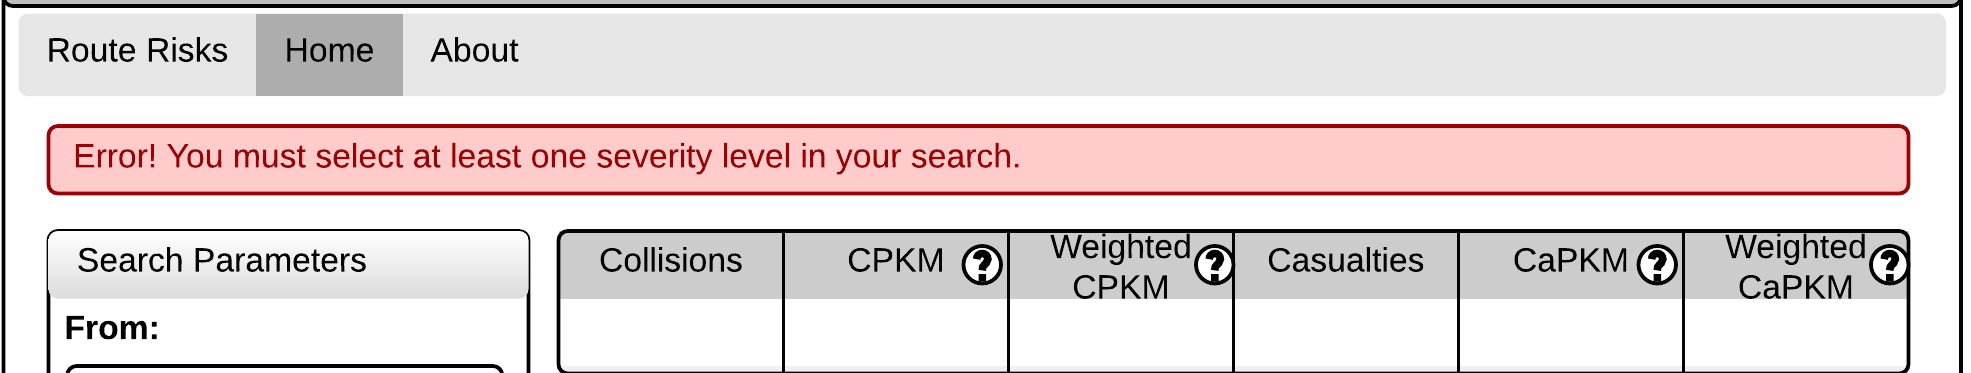 Route Risks Home About
Error! You must select at least one severity level in your search.
Search Parameters
From:
Collisions CPKM ? Weighted CPKM ? Casualties CaPKM ? Weighted CaPKM ?